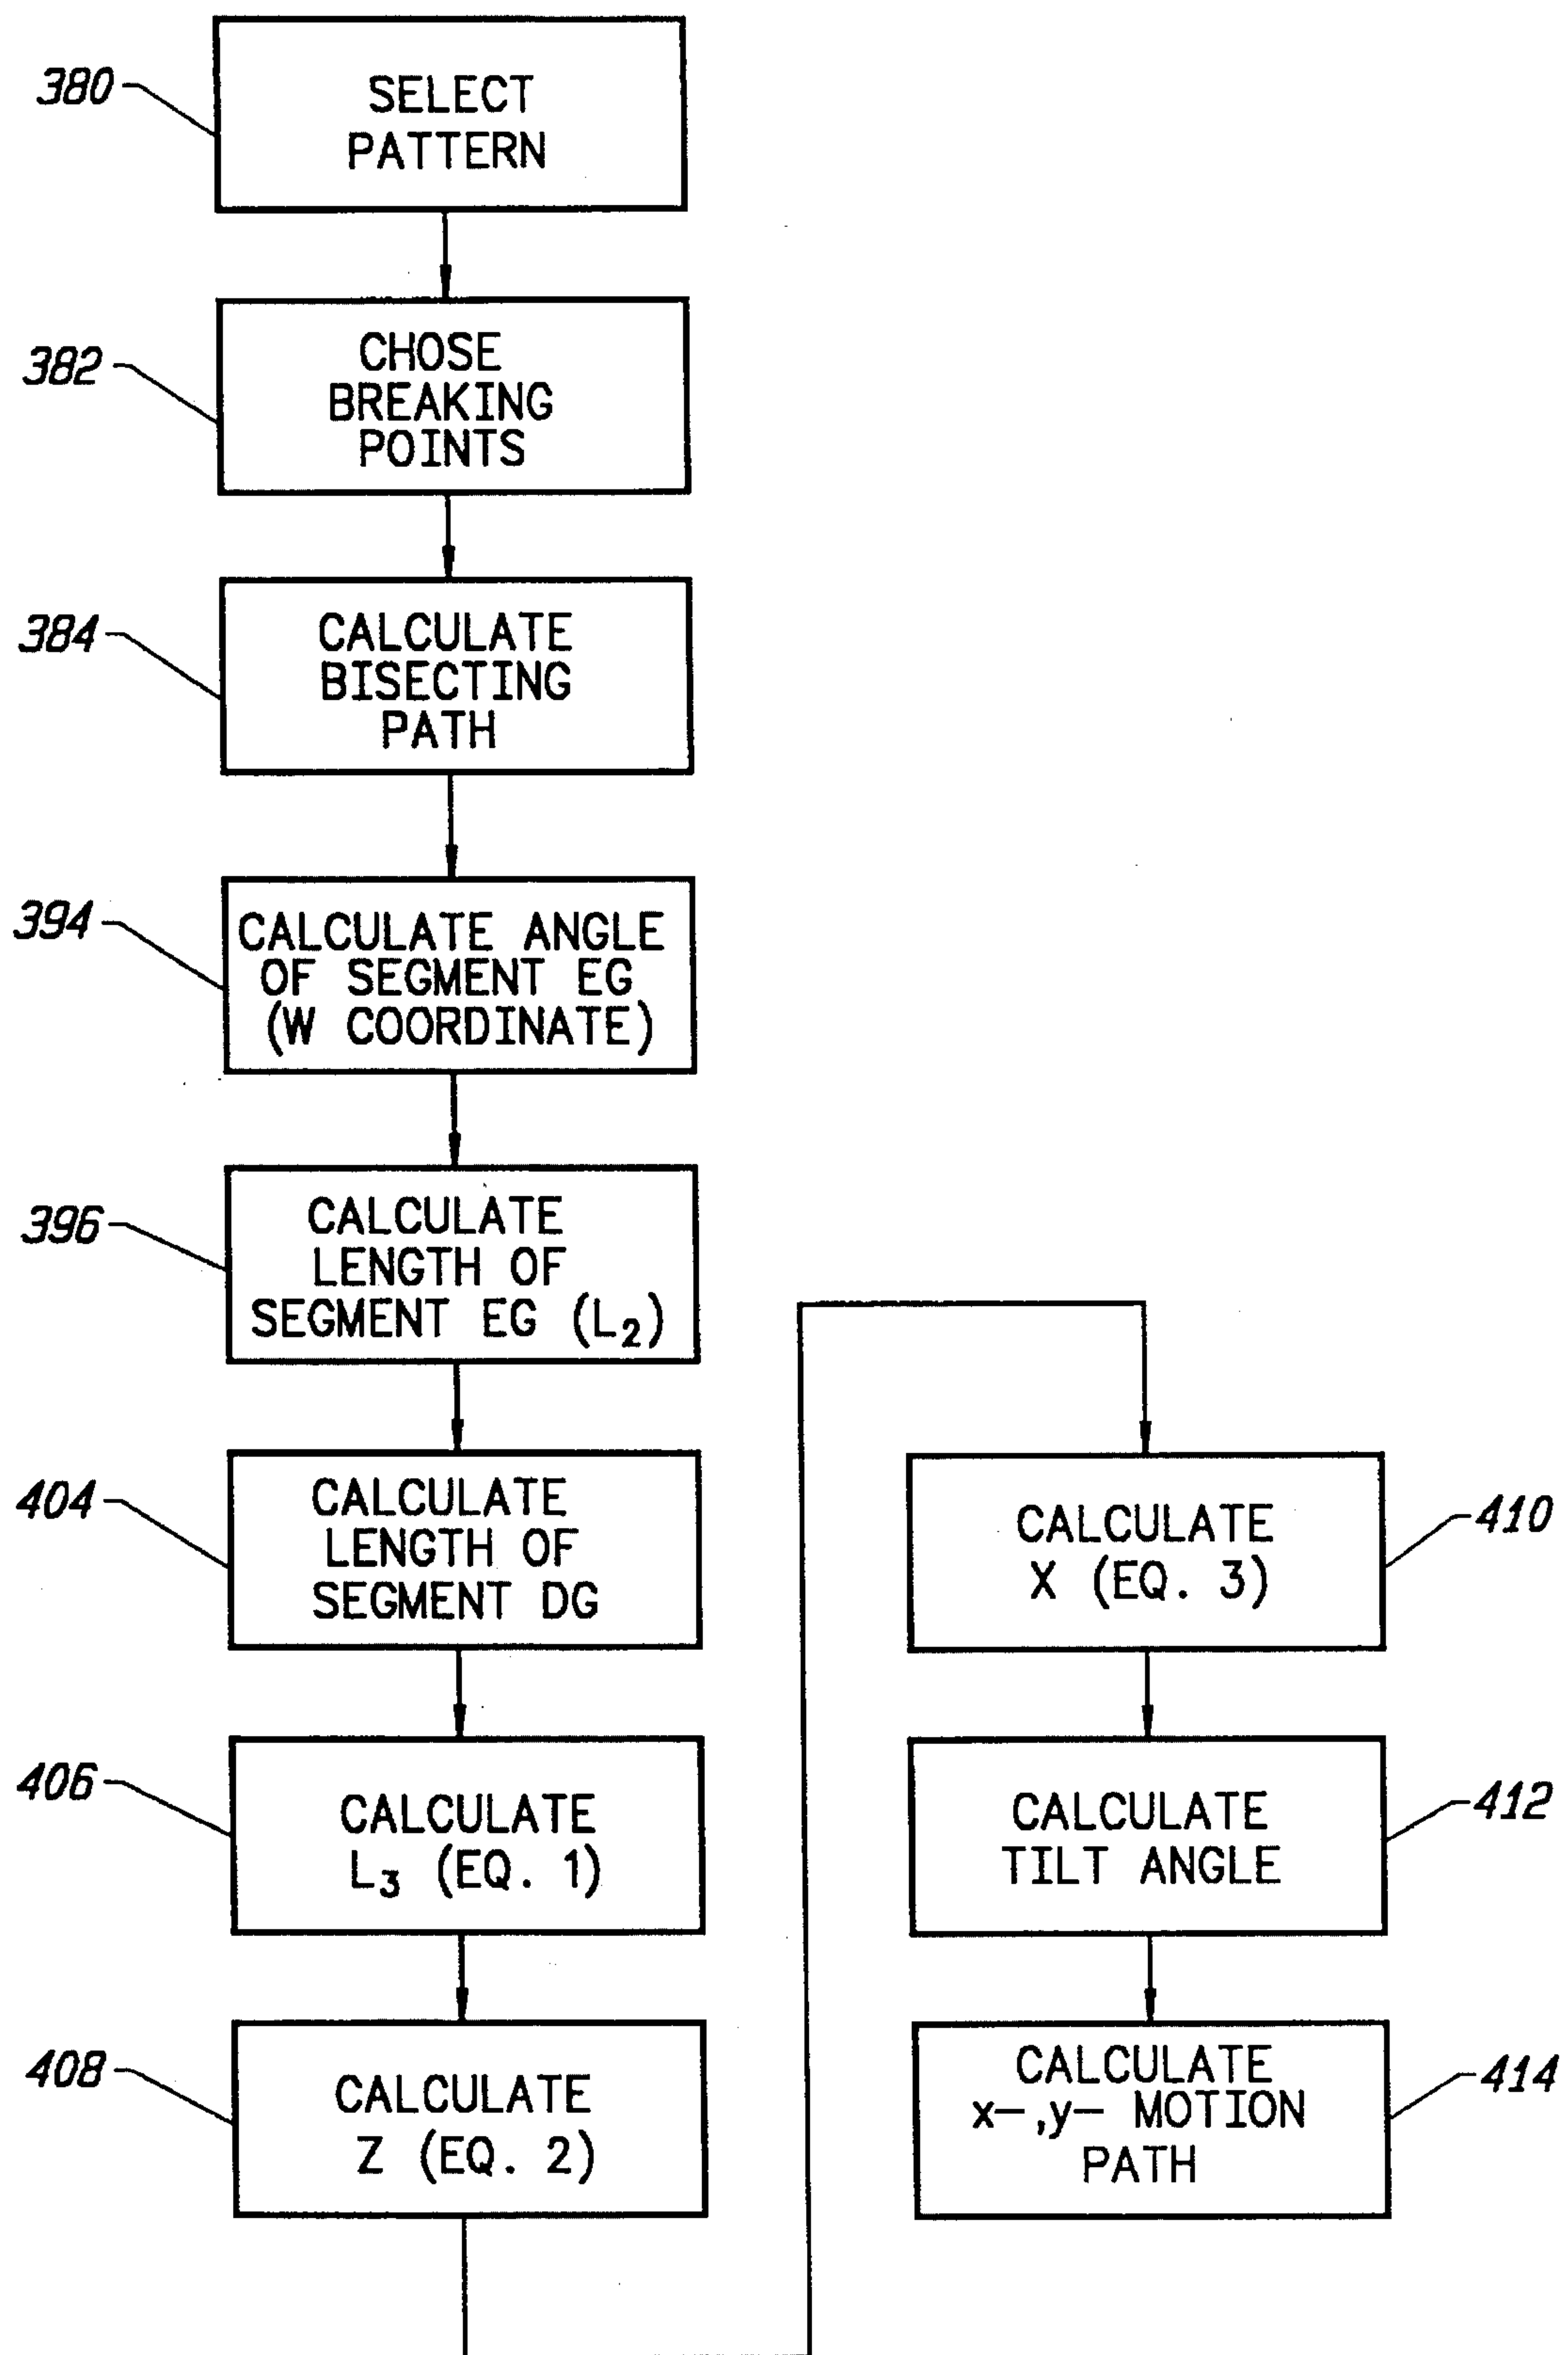 380
SELECT
PATTERN
382
CHOSE
BREAKING
POINTS
384
CALCULATE
BISECTING
PATH
394
CALCULATE ANGLE
OF SEGMENT EG
(W COORDINATE)
396
CALCULATE
LENGTH OF
SEGMENT EG (L₂)
404
CALCULATE
LENGTH OF
SEGMENT DG
406
CALCULATE
L₃ (EQ. 1)
408
CALCULATE
Z (EQ. 2)
410
CALCULATE
X (EQ. 3)
412
CALCULATE
TILT ANGLE
414
CALCULATE
x-,y- MOTION
PATH